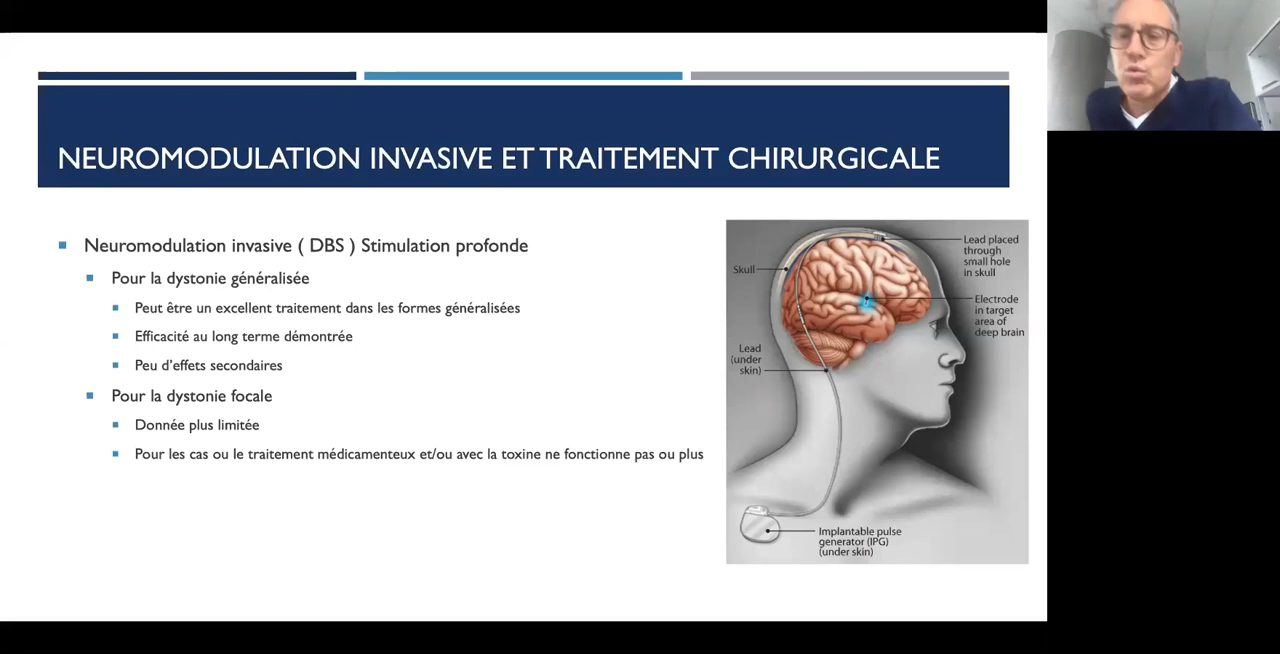 NEUROMODULATION INVASIVE ET TRAITEMENT CHIRURGICALE
Neuromodulation invasive ( DBS ) Stimulation profonde
Pour la dystonie généralisée
Peut être un excellent traitement dans les formes généralisées
Efficacité au long terme démontrée
Peu d'effets secondaires
Pour la dystonie focale
Donnée plus limitée
Pour les cas ou le traitement médicamenteux et/ou avec la toxine ne fonctionne pas ou plus
Skull
Lead placed
through
small hole
in skull
Electrode
in target
area of
deep brain
Lead
(under
skin)
Implantable pulse
generator (IPG)
(under skin)